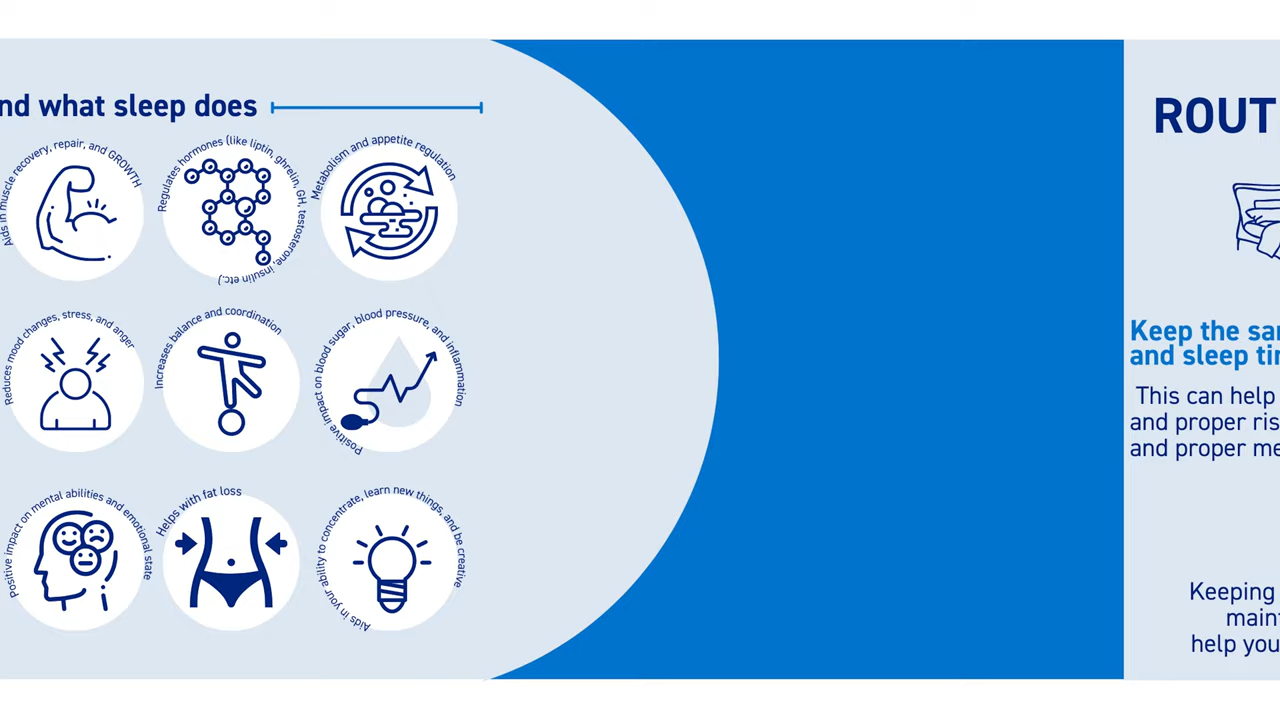 nd what sleep does
Aids in muscle recovery, repair, and GROWTH
Regulates hormones (like liptin, ghrelin, GH, testosterone, insulin etc.)
Metabolism and appetite regulation
Reduces mood changes, stress, and anger
Increases balance and coordination
Positive impact on blood sugar, blood pressure, and inflammation
Positive impact on mental abilities and emotional state
Helps with fat loss
Aids in your ability to concentrate, learn new things, and be creative
ROUT
Keep the sa
and sleep ti
This can help
and proper ris
and proper me
Keeping
main
help you